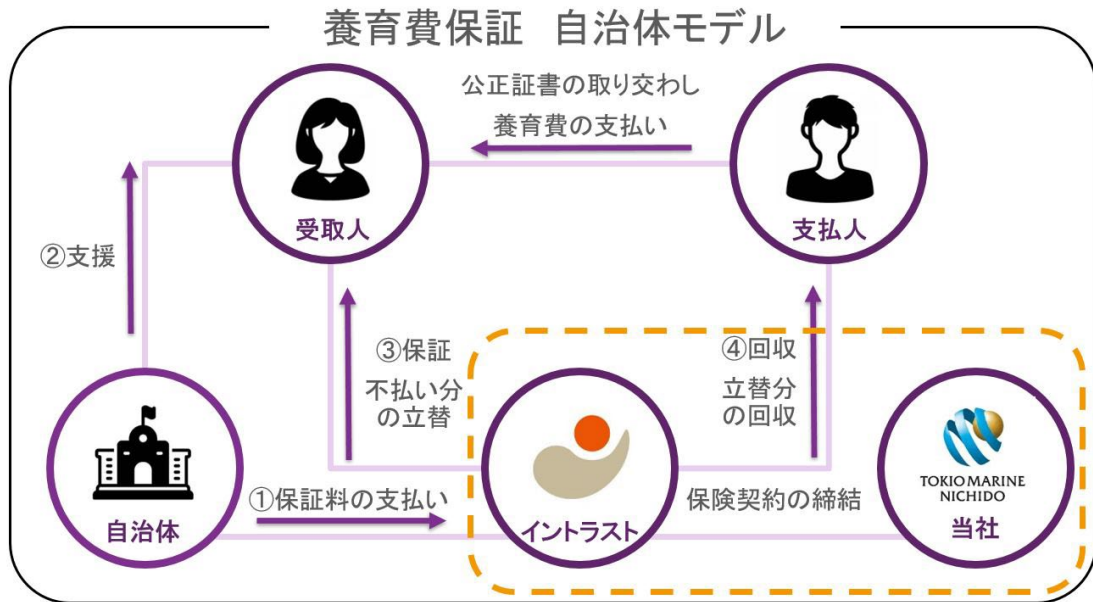 養育費保証 自治体モデル
公正証書の取り交わし
養育費の支払い
受取人
支払人
②支援
③保証
不払い分
の立替
④回収
立替分
の回収
自治体
①保証料の支払い
イントラスト
保険契約の締結
TOKIO MARINE
NICHIDO
当社